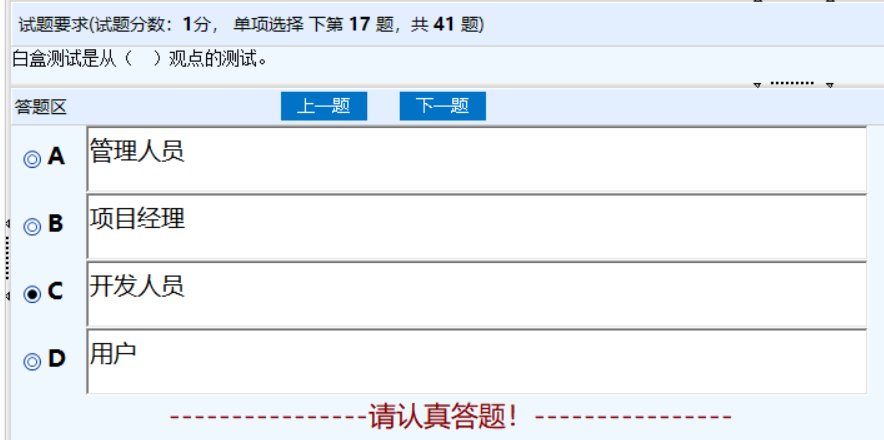 试题要求(试题分数：1分， 单项选择 下第 17 题，共 41 题)
白盒测试是从（　）观点的测试。
答题区 上一题 下一题
A 管理人员
B 项目经理
C 开发人员
D 用户
----------------请认真答题！----------------